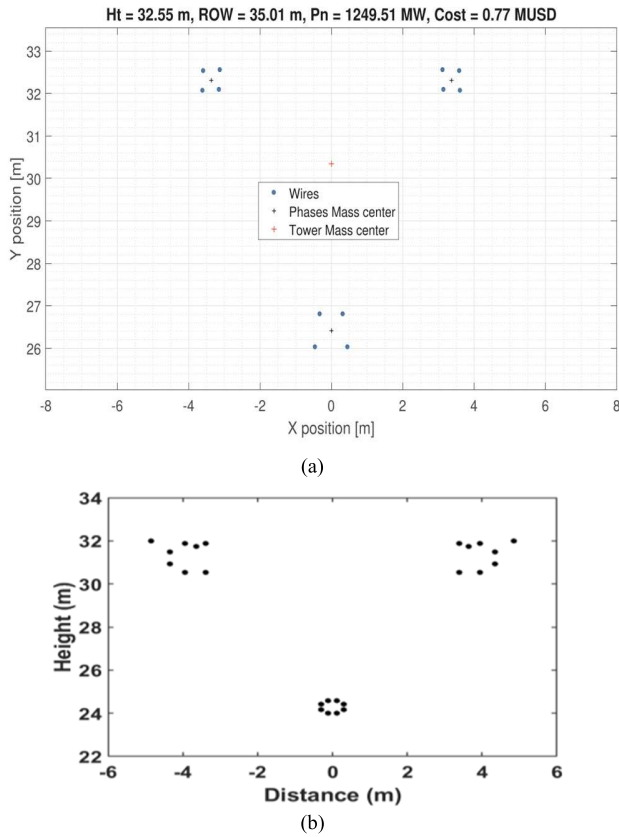 Ht = 32.55 m, ROW = 35.01 m, Pn = 1249.51 MW, Cost = 0.77 MUSD
33
32
31
30
29
28
27
26
Y position [m]
Wires
Phases Mass center
Tower Mass center
-8 -6 -4 -2 0 2 4 6 8
X position [m]
(a)
34
32
30
28
26
24
22
Height (m)
-6 -4 -2 0 2 4 6
Distance (m)
(b)